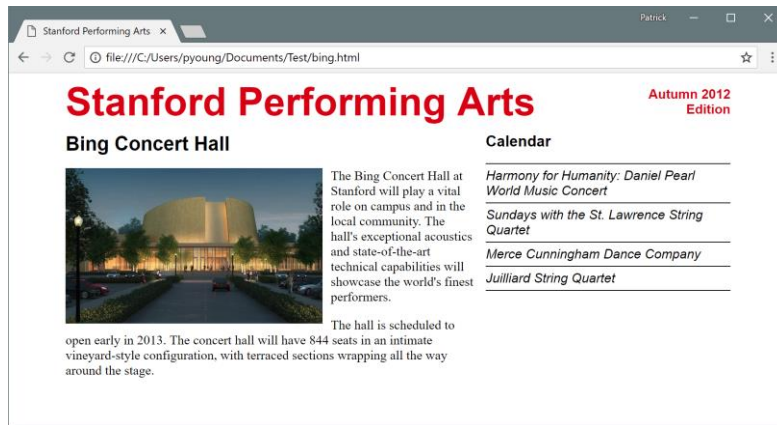 Patrick
Stanford Performing Arts
file:///C:/Users/pyoung/Documents/Test/bing.html
Stanford Performing Arts
Autumn 2012
Edition
Bing Concert Hall
The Bing Concert Hall at
Stanford will play a vital
role on campus and in the
local community. The
hall's exceptional acoustics
and state-of-the-art
technical capabilities will
showcase the world's finest
performers.
The hall is scheduled to
open early in 2013. The concert hall will have 844 seats in an intimate
vineyard-style configuration, with terraced sections wrapping all the way
around the stage.
Calendar
Harmony for Humanity: Daniel Pearl
World Music Concert
Sundays with the St. Lawrence String
Quartet
Merce Cunningham Dance Company
Juilliard String Quartet